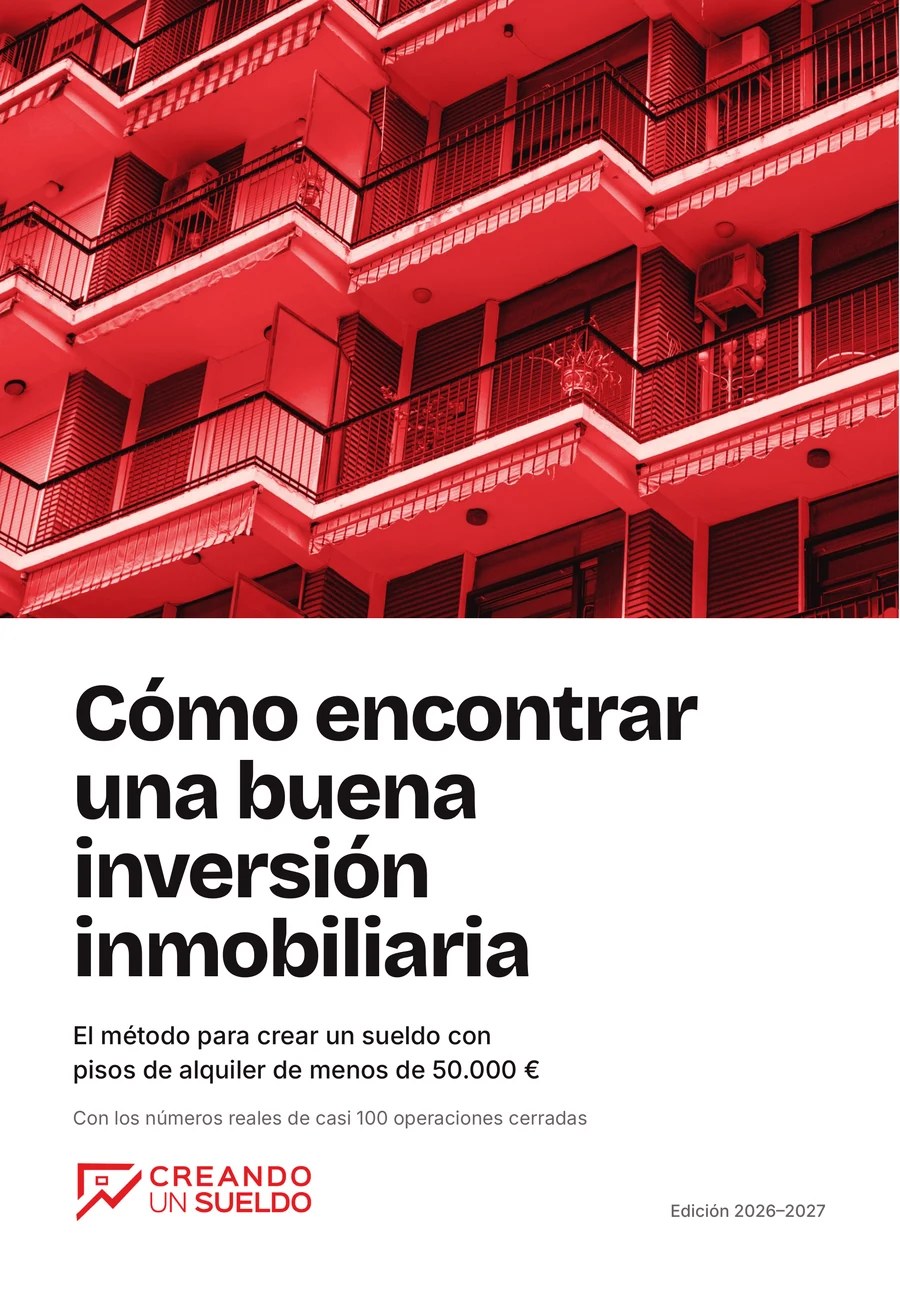 Cómo encontrar
una buena
inversión
inmobiliaria
El método para crear un sueldo con
pisos de alquiler de menos de 50.000 €
Con los números reales de casi 100 operaciones cerradas
CREANDO
UN SUELDO
Edición 2026–2027